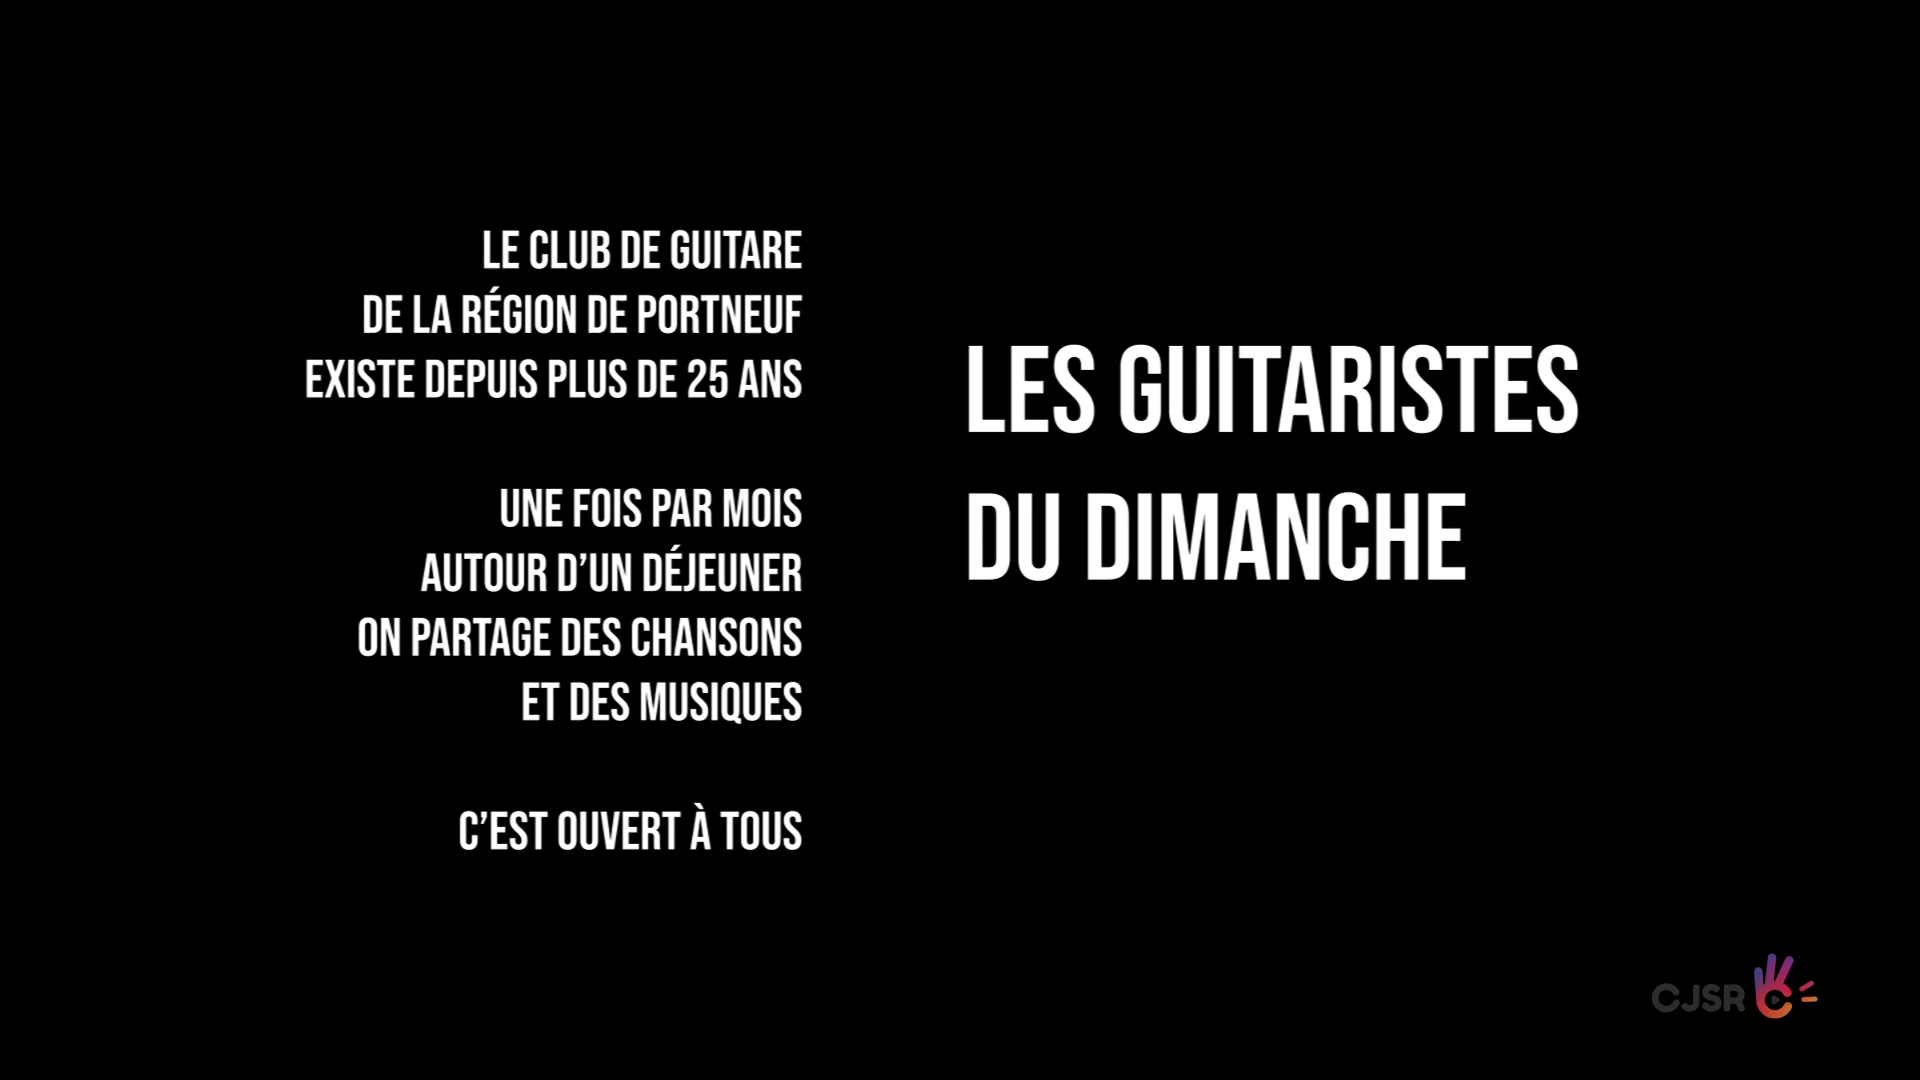 LE CLUB DE GUITARE
DE LA RÉGION DE PORTNEUF
EXISTE DEPUIS PLUS DE 25 ANS
UNE FOIS PAR MOIS
AUTOUR D’UN DÉJEUNER
ON PARTAGE DES CHANSONS
ET DES MUSIQUES
C’EST OUVERT À TOUS
LES GUITARISTES
DU DIMANCHE
CJSR